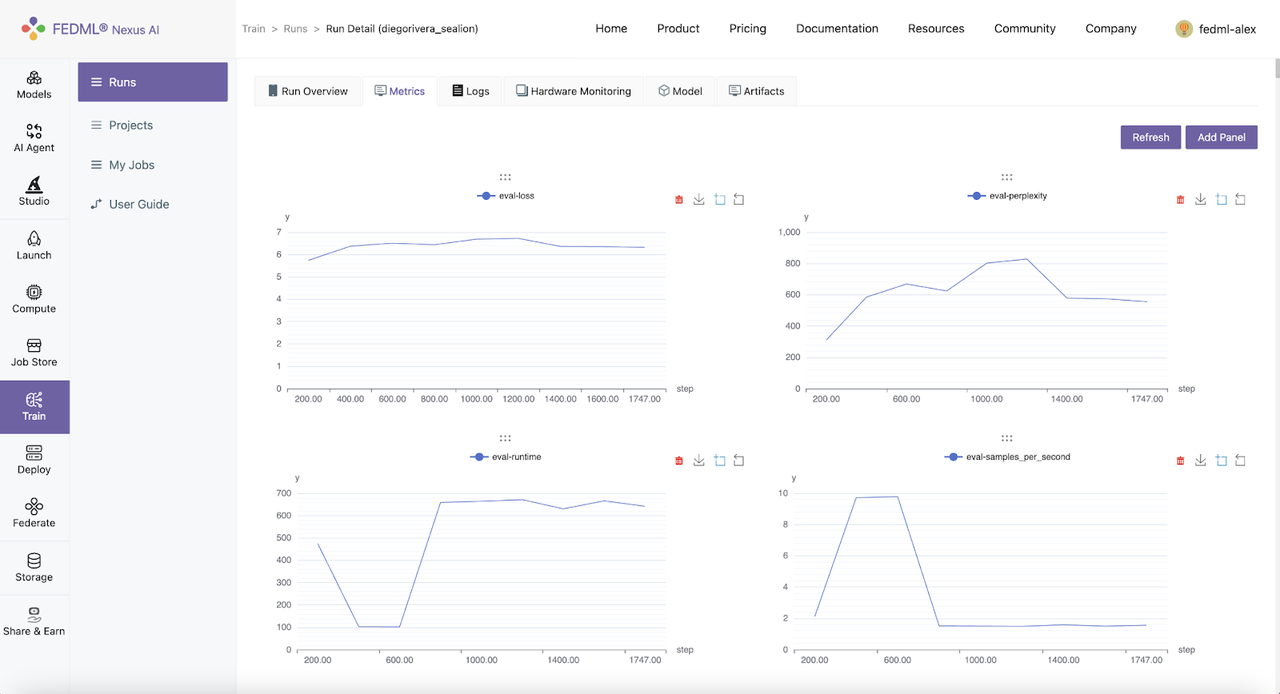 FEDML® Nexus AI
Train > Runs > Run Detail (diegorivera_sealion)
Home Product Pricing Documentation Resources Community Company fedml-alex
Models
AI Agent
Studio
Launch
Compute
Job Store
Train
Deploy
Federate
Storage
Share & Earn
Runs
Projects
My Jobs
User Guide
Run Overview Metrics Logs Hardware Monitoring Model Artifacts
Refresh Add Panel
eval-loss
y
7
6
5
4
3
2
1
0
200.00 400.00 600.00 800.00 1000.00 1200.00 1400.00 1600.00 1747.00
step
eval-perplexity
y
1,000
800
600
400
200
0
200.00 600.00 1000.00 1400.00 1747.00
step
eval-runtime
y
700
600
500
400
300
200
100
0
200.00 600.00 1000.00 1400.00 1747.00
step
eval-samples_per_second
y
10
8
6
4
2
0
200.00 600.00 1000.00 1400.00 1747.00
step